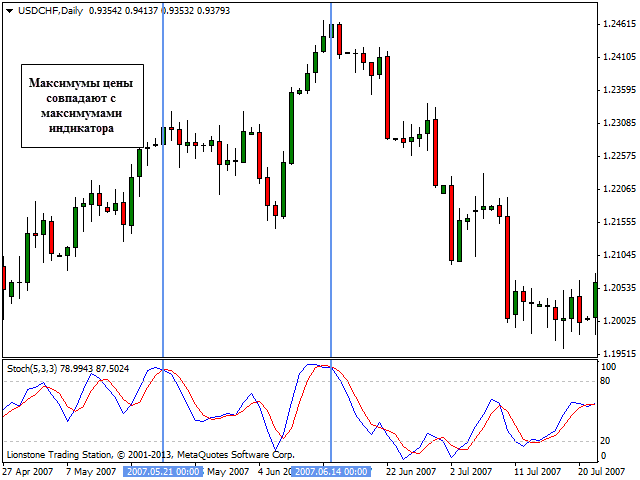 USDCHF,Daily 0.93542 0.94137 0.93532 0.93793
Максимумы цены
совпадают с
максимумами
индикатора
1.24615
1.24105
1.23595
1.23085
1.22575
1.22065
1.21555
1.21045
1.20535
1.20025
1.19515
Stoch(5,3,3) 78.9943 87.5024
100
80
20
0
Lionstone Trading Station, © 2001-2013, MetaQuotes Software Corp.
27 Apr 2007 7 May 2007 2007.05.21 00:00 May 2007 4 Jun 2007.06.14 00:00 22 Jun 2007 2 Jul 2007 11 Jul 2007 20 Jul 2007